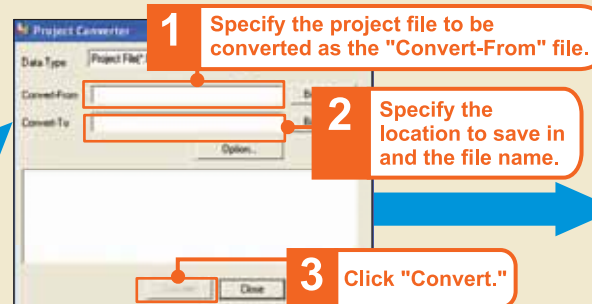 Project Converter
1
Specify the project file to be
converted as the "Convert-From" file.
Data Type
Project File(*.
Convert-From
Convert-To
2
Specify the
location to save in
and the file name.
Option...
3
Click "Convert."
Close